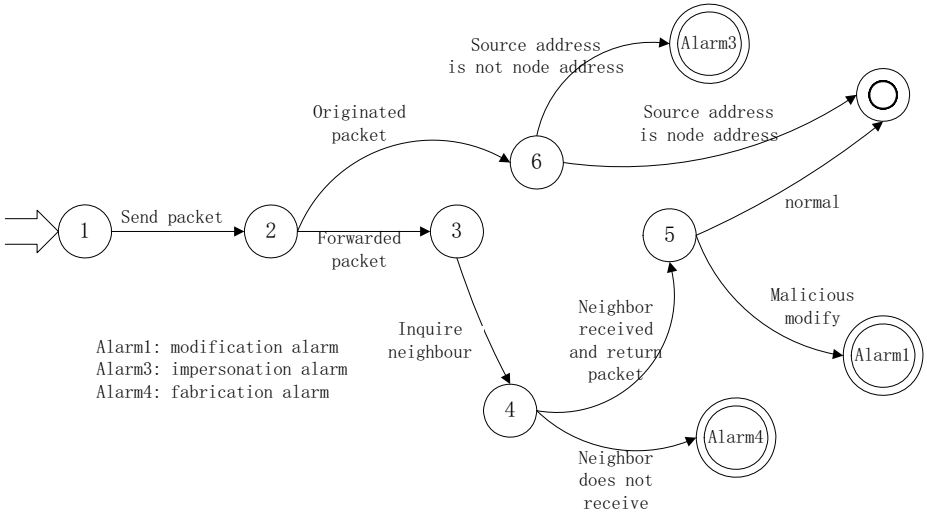 Source address
is not node address
Alarm3
Originated
packet
Source address
is node address
6
1
Send packet
2
Forwarded
packet
3
5
normal
Inquire
neighbour
Neighbor
received
and return
packet
Malicious
modify
Alarm1
Alarm1: modification alarm
Alarm3: impersonation alarm
Alarm4: fabrication alarm
4
Alarm4
Neighbor
does not
receive